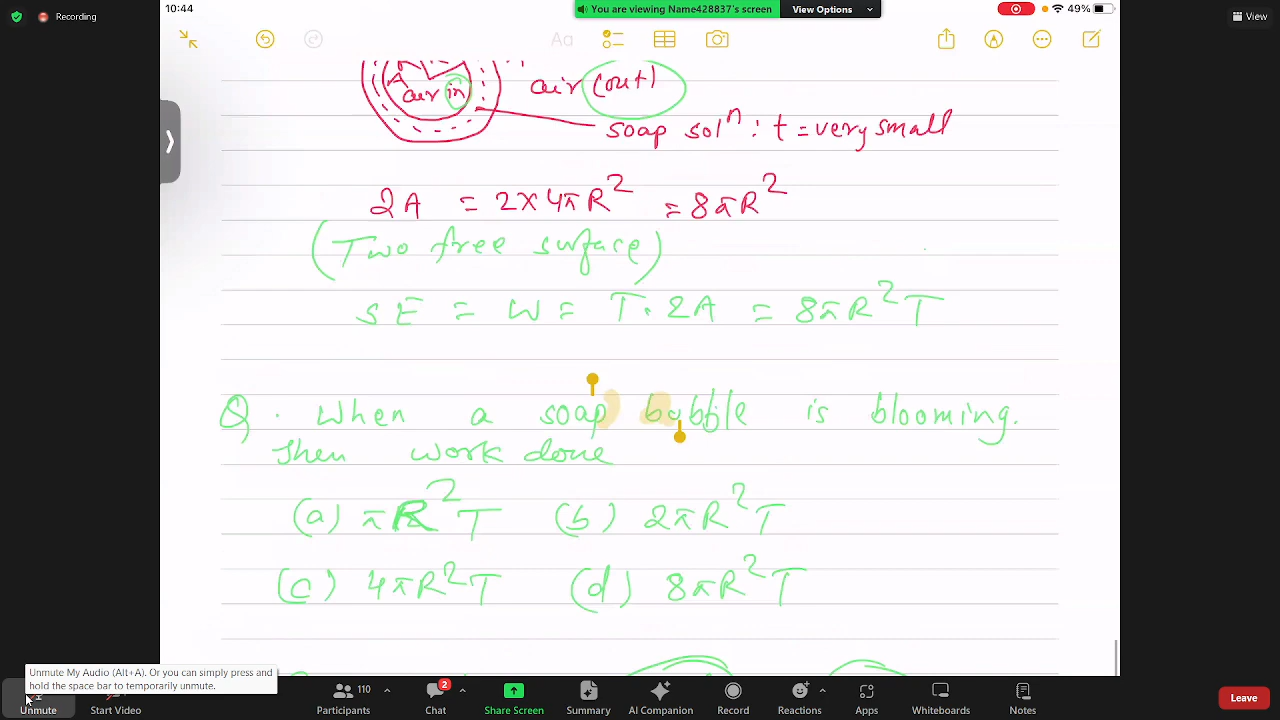 10:44
Recording
You are viewing Name428837's screen
View Options
49%
View
Aa
air in
air (out)
soap solⁿ : t = very small
2A = 2 × 4πR² = 8πR²
(Two free surface)
SE = W = T. 2A = 8πR²T
Q. When a soap bubble is blooming.
Then work done
(a) πR²T (b) 2πR²T
(c) 4πR²T (d) 8πR²T
Unmute My Audio (Alt+A). Or you can simply press and
hold the space bar to temporarily unmute.
110
2
Unmute
Start Video
Participants
Chat
Share Screen
Summary
AI Companion
Record
Reactions
Apps
Whiteboards
Notes
Leave